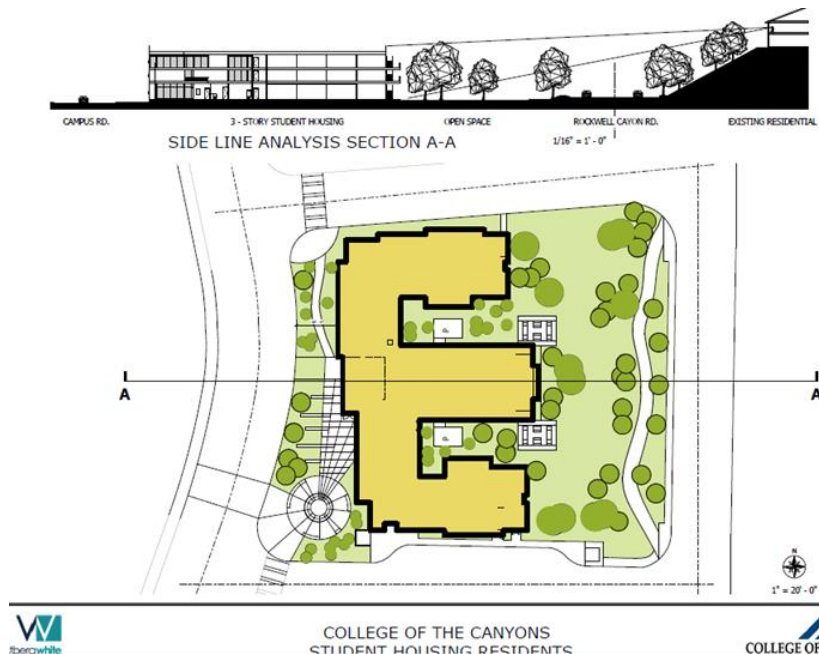 CAMPUS RD. 3 - STORY STUDENT HOUSING OPEN SPACE ROCKWELL CAYON RD. EXISTING RESIDENTIAL
SIDE LINE ANALYSIS SECTION A-A 1/16" = 1' - 0"
A A
N
1" = 20' - 0"
COLLEGE OF THE CANYONS
STUDENT HOUSING RESIDENTS
COLLEGE OF